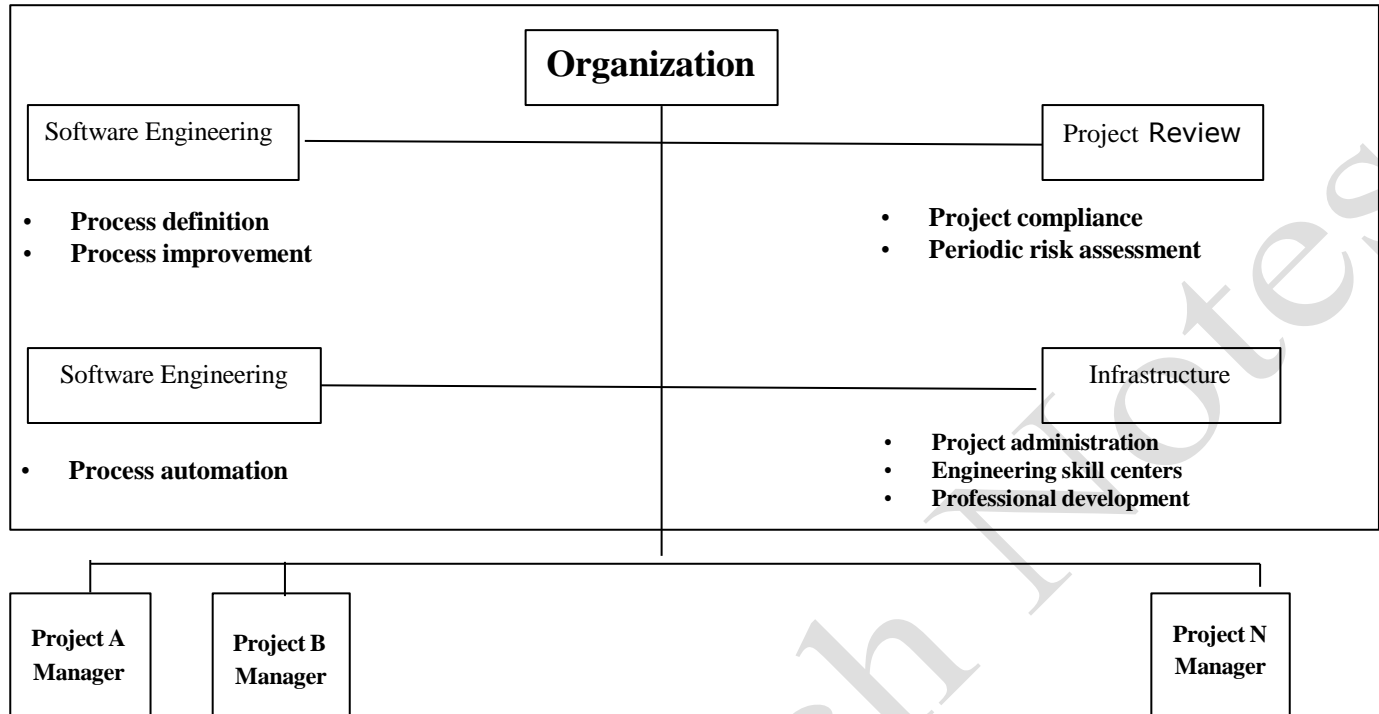 Organization
Software Engineering
Project Review
• Process definition
• Process improvement
• Project compliance
• Periodic risk assessment
Software Engineering
Infrastructure
• Process automation
• Project administration
• Engineering skill centers
• Professional development
Project A
Manager
Project B
Manager
Project N
Manager
Notes